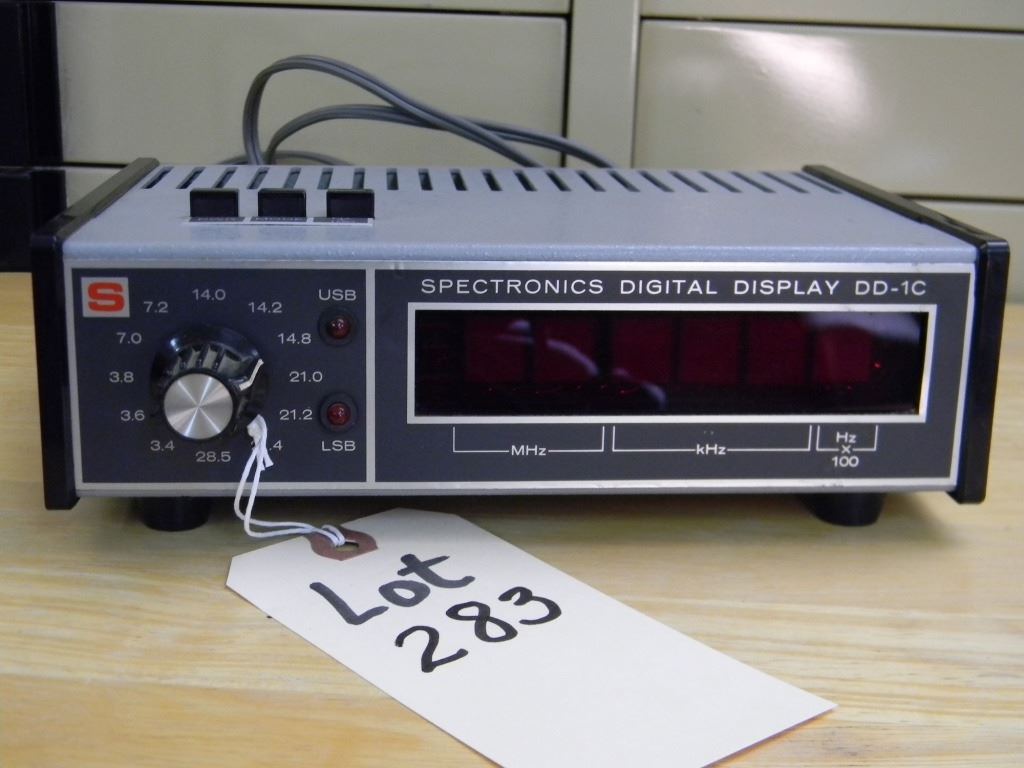 S
SPECTRONICS DIGITAL DISPLAY DD-1C
14.0
7.2
14.2
7.0
14.8
3.8
21.0
3.6
21.2
3.4
.4
28.5
USB
LSB
MHz
kHz
Hz
X
100
Lot
283